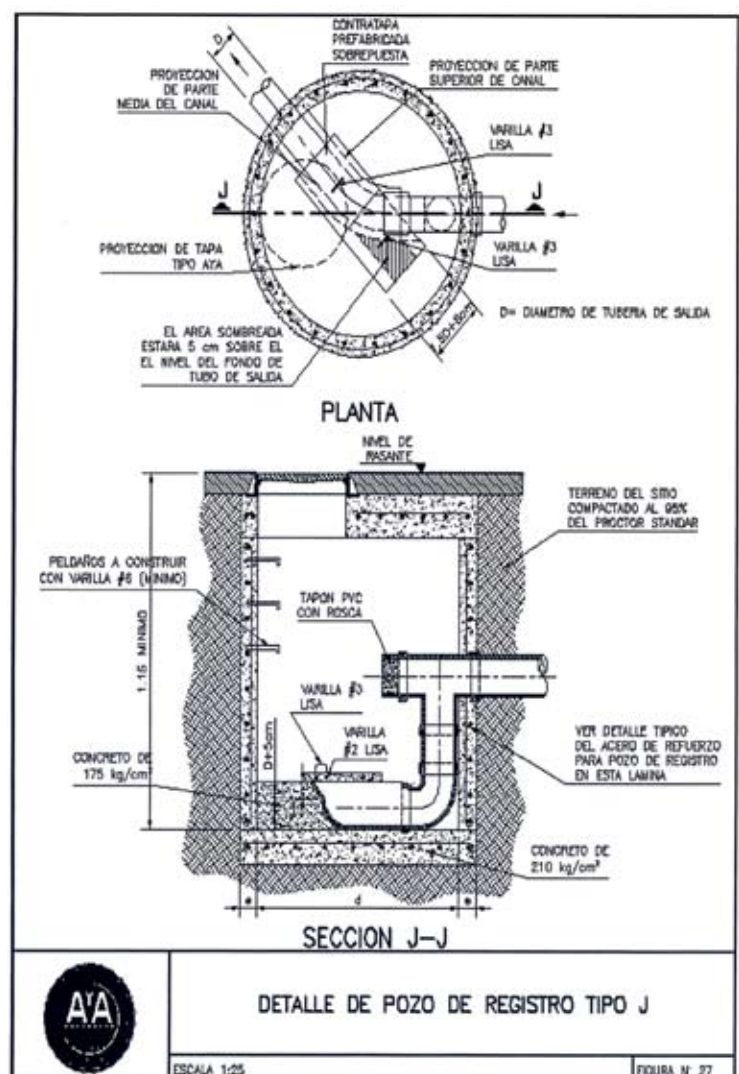 D
CONTRATAPA
PREFABRICADA
SOBREPUESTA
PROYECCION
DE PARTE
MEDIA DEL CANAL
PROYECCION DE PARTE
SUPERIOR DE CANAL
VARILLA #3
LISA
J
J
PROYECCION DE TAPA
TIPO AYA
VARILLA #3
LISA
D= DIAMETRO DE TUBERIA DE SALIDA
EL AREA SOMBREADA
ESTARA 5 cm SOBRE EL
EL NIVEL DEL FONDO DE
TUBO DE SALIDA
PLANTA
NIVEL DE
RASANTE
TERRENO DEL SITIO
COMPACTADO AL 95%
DEL PROCTOR STANDAR
PELDAÑOS A CONSTRUIR
CON VARILLA #6 (MINIMO)
TAPON PVC
CON ROSCA
1.15 MINIMO
VARILLA #3
LISA
VARILLA
#2 LISA
D+5cm
CONCRETO DE
175 kg/cm²
VER DETALLE TIPICO
DEL ACERO DE REFUERZO
PARA POZO DE REGISTRO
EN ESTA LAMINA
CONCRETO DE
210 kg/cm²
d
SECCION J-J
AYA
DETALLE DE POZO DE REGISTRO TIPO J
ESCALA 1:25
FIGURA Nº 27